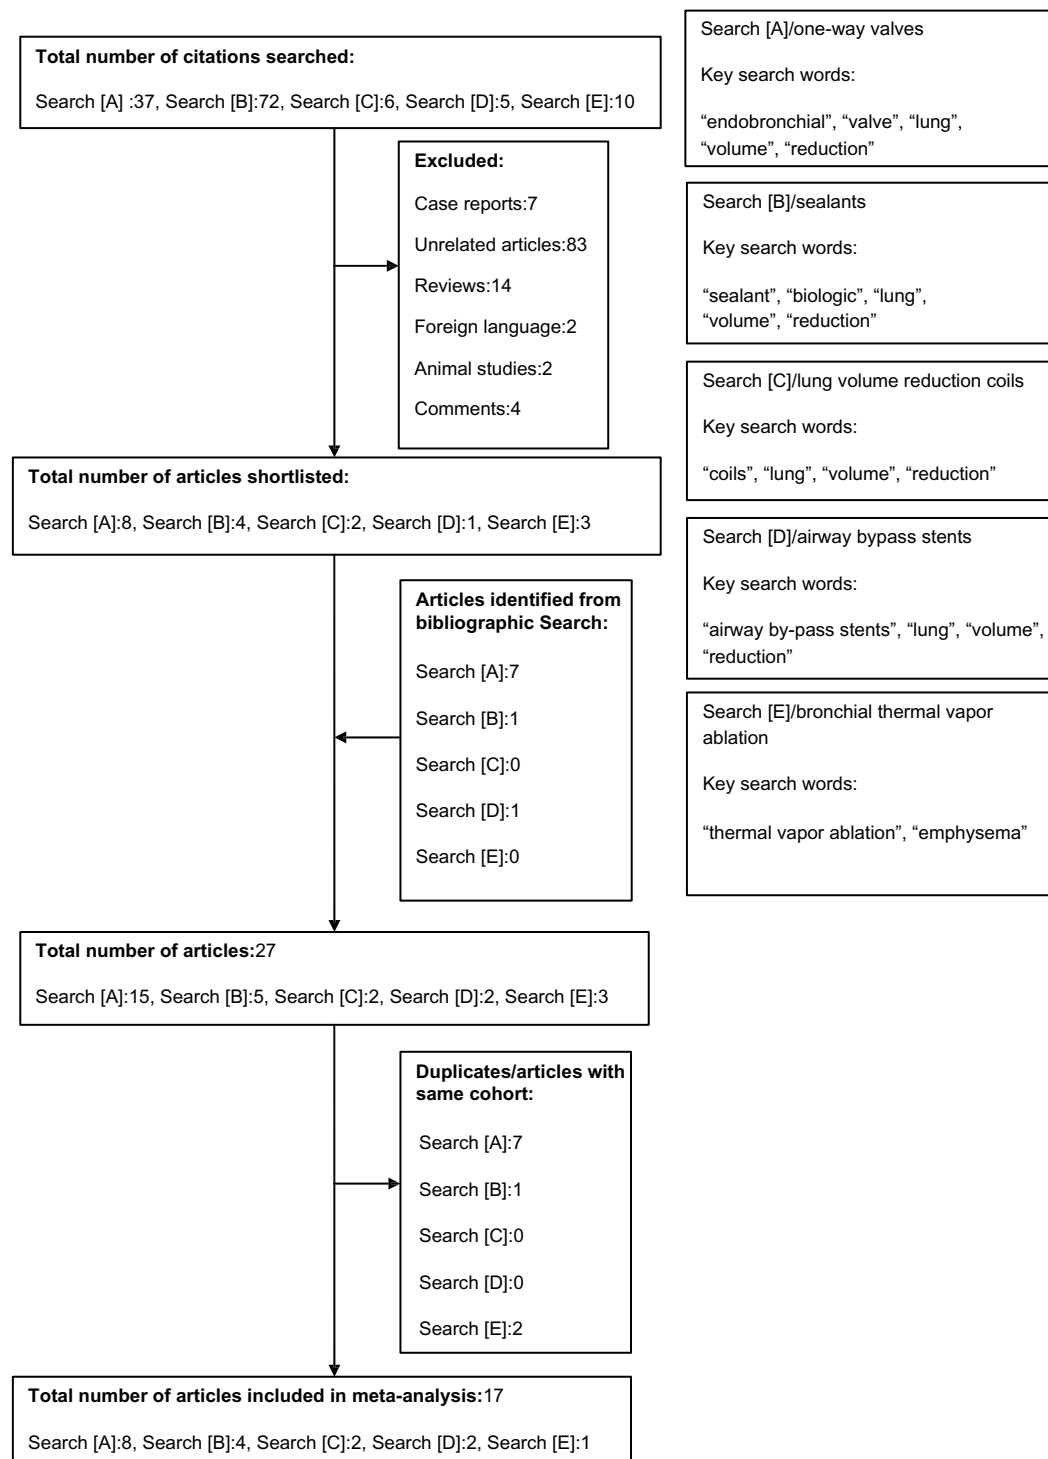 Total number of citations searched:
Search [A] :37, Search [B]:72, Search [C]:6, Search [D]:5, Search [E]:10
Excluded:
Case reports:7
Unrelated articles:83
Reviews:14
Foreign language:2
Animal studies:2
Comments:4
Total number of articles shortlisted:
Search [A]:8, Search [B]:4, Search [C]:2, Search [D]:1, Search [E]:3
Articles identified from
bibliographic Search:
Search [A]:7
Search [B]:1
Search [C]:0
Search [D]:1
Search [E]:0
Total number of articles:27
Search [A]:15, Search [B]:5, Search [C]:2, Search [D]:2, Search [E]:3
Duplicates/articles with
same cohort:
Search [A]:7
Search [B]:1
Search [C]:0
Search [D]:0
Search [E]:2
Total number of articles included in meta-analysis:17
Search [A]:8, Search [B]:4, Search [C]:2, Search [D]:2, Search [E]:1
Search [A]/one-way valves
Key search words:
“endobronchial”, “valve”, “lung”,
“volume”, “reduction”
Search [B]/sealants
Key search words:
“sealant”, “biologic”, “lung”,
“volume”, “reduction”
Search [C]/lung volume reduction coils
Key search words:
“coils”, “lung”, “volume”, “reduction”
Search [D]/airway bypass stents
Key search words:
“airway by-pass stents”, “lung”, “volume”,
“reduction”
Search [E]/bronchial thermal vapor
ablation
Key search words:
“thermal vapor ablation”, “emphysema”